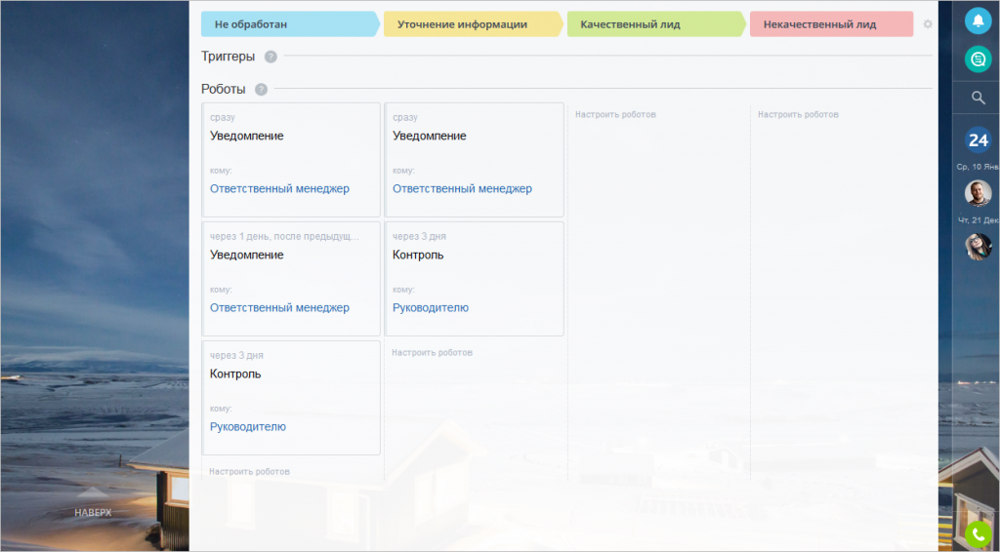 Не обработан
Уточнение информации
Качественный лид
Некачественный лид
Триггеры ?
Роботы ?
сразу
Уведомление
кому:
Ответственный менеджер
сразу
Уведомление
кому:
Ответственный менеджер
Настроить роботов
Настроить роботов
через 1 день, после предыдущ...
Уведомление
кому:
Ответственный менеджер
через 3 дня
Контроль
кому:
Руководителю
через 3 дня
Контроль
кому:
Руководителю
Настроить роботов
Настроить роботов
НАВЕРХ
24
Ср, 10 Янв
Чт, 21 Дек